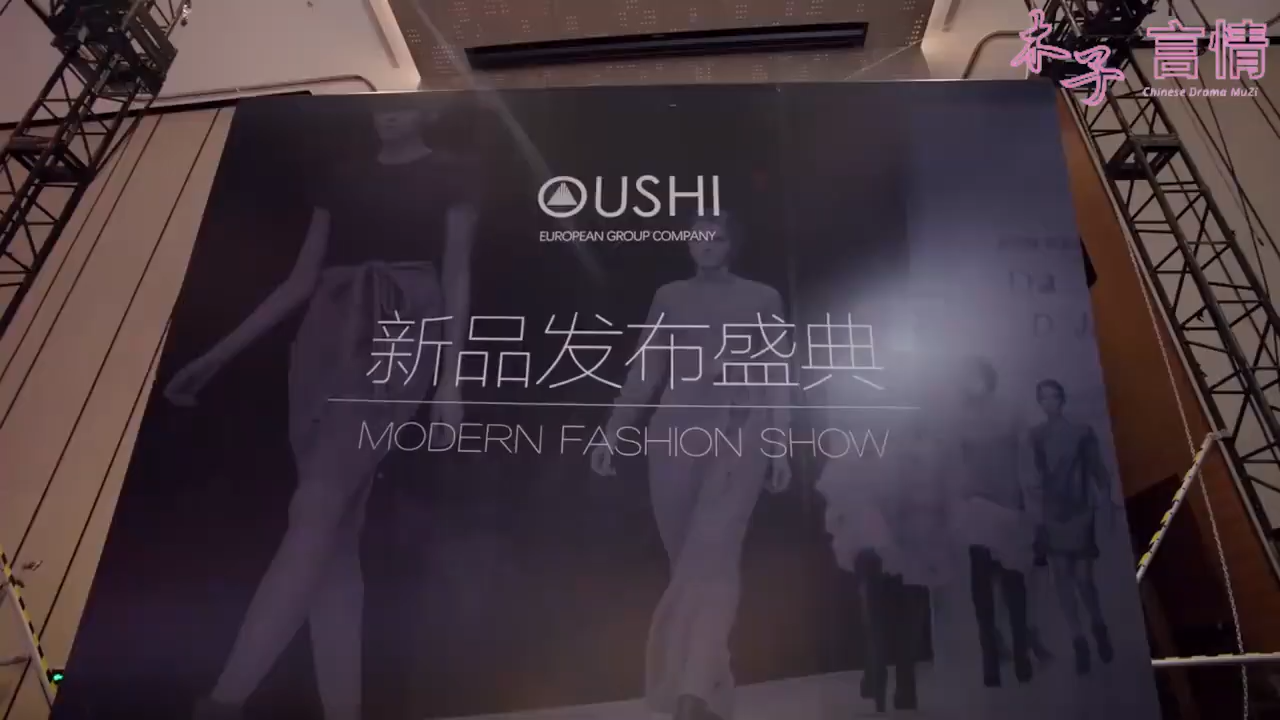 木子 言情
Chinese Drama MuZi
OUSHI
EUROPEAN GROUP COMPANY
新品发布盛典
MODERN FASHION SHOW